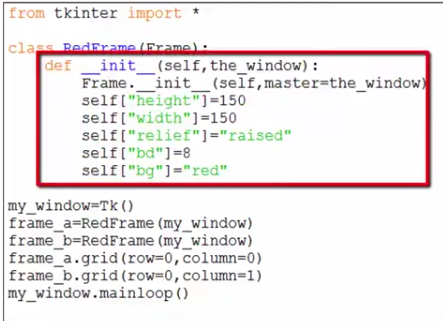 from tkinter import *
class RedFrame(Frame):
    def __init__(self,the_window):
        Frame.__init__(self,master=the_window)
        self["height"]=150
        self["width"]=150
        self["relief"]="raised"
        self["bd"]=8
        self["bg"]="red"
my_window=Tk()
frame_a=RedFrame(my_window)
frame_b=RedFrame(my_window)
frame_a.grid(row=0,column=0)
frame_b.grid(row=0,column=1)
my_window.mainloop()